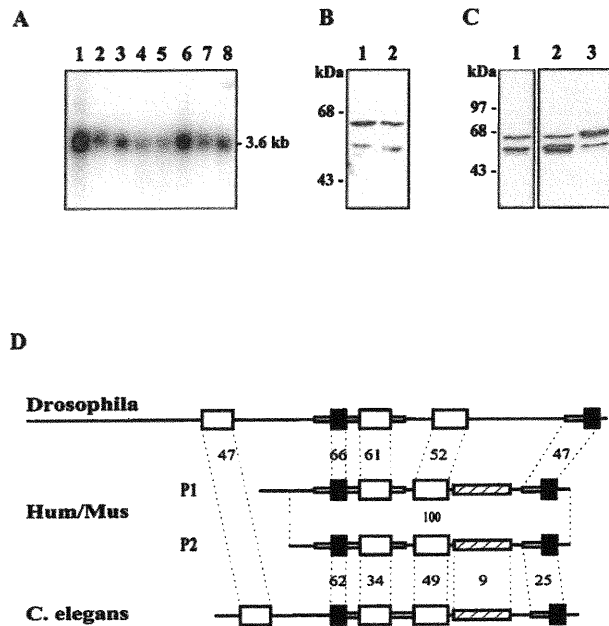 A
B
C
1 2 3 4 5 6 7 8
3.6 kb
kDa 1 2
68 -
43 -
kDa 1 2 3
97 -
68 -
43 -
D
Drosophila
47 66 61 52 47
P1
Hum/Mus
100
P2
62 34 49 9 25
C. elegans